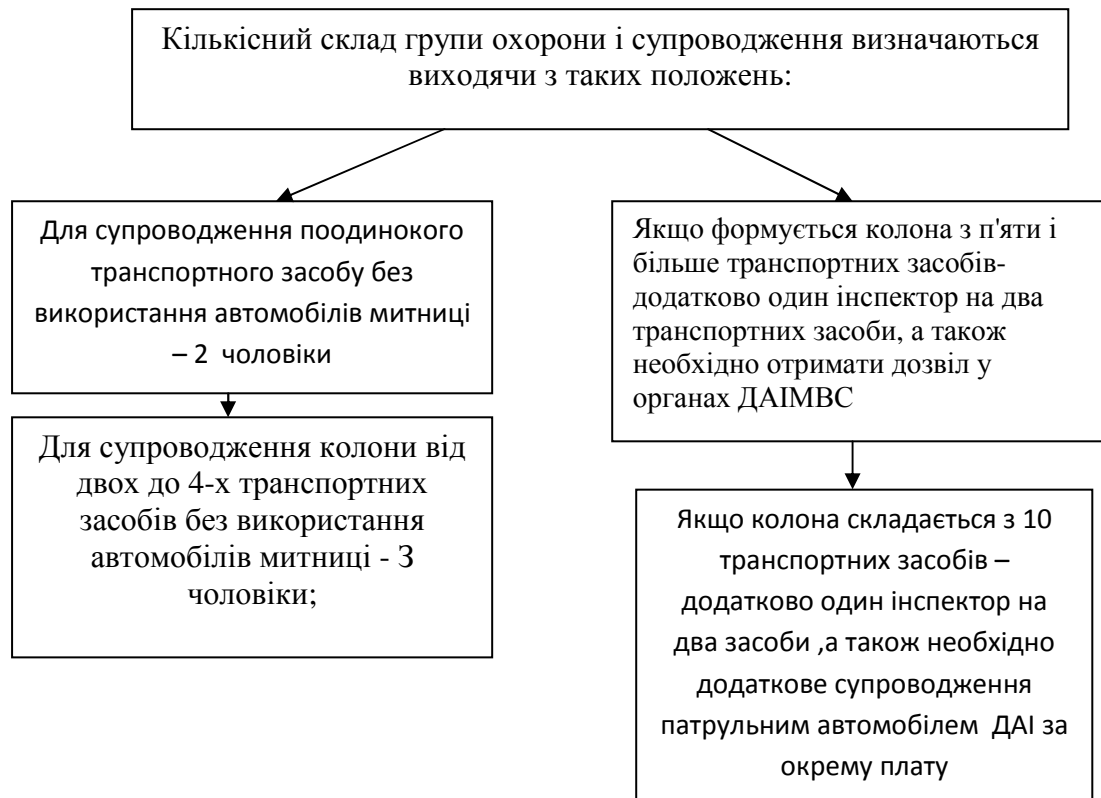 Кількісний склад групи охорони і супроводження визначаються
виходячи з таких положень:
Для супроводження поодинокого
транспортного засобу без
використання автомобілів митниці
– 2 чоловіки
Для супроводження колони від
двох до 4-х транспортних
засобів без використання
автомобілів митниці - З
чоловіки;
Якщо формується колона з п'яти і
більше транспортних засобів-
додатково один інспектор на два
транспортних засоби, а також
необхідно отримати дозвіл у
органах ДАІМВС
Якщо колона складається з 10
транспортних засобів –
додатково один інспектор на
два засоби ,а також необхідно
додаткове супроводження
патрульним автомобілем ДАІ за
окрему плату